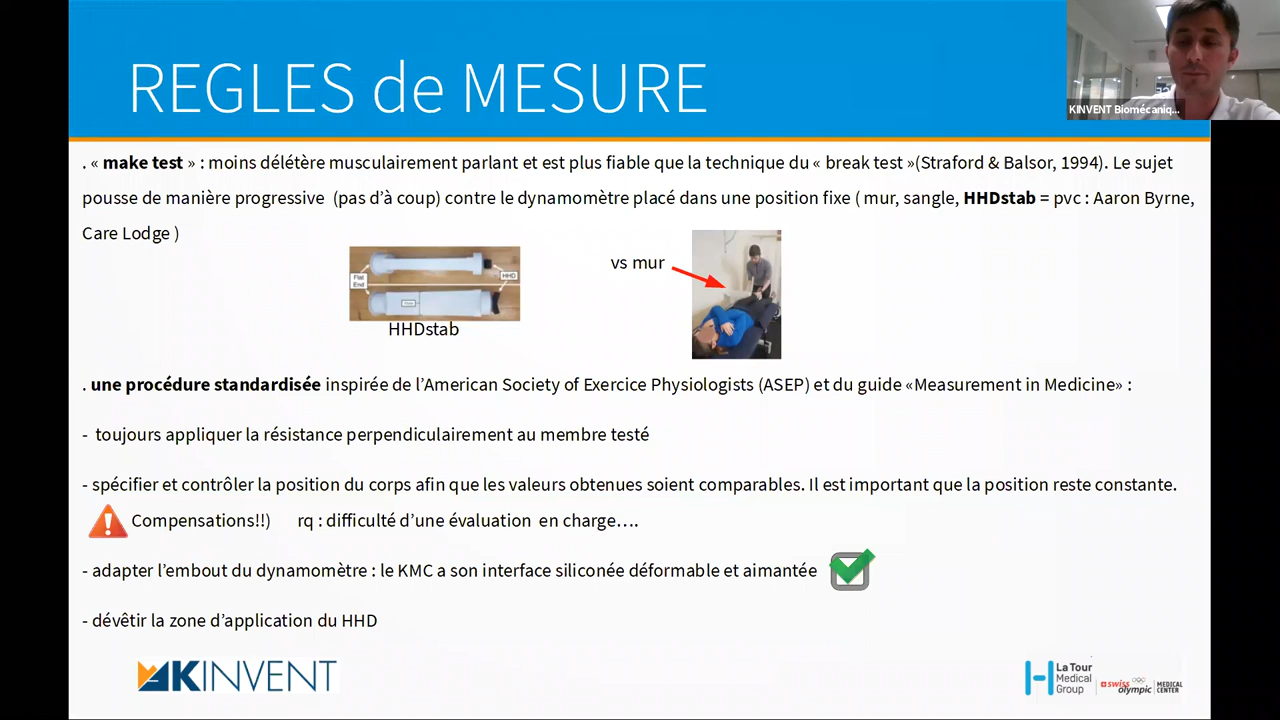 REGLES de MESURE
KINVENT Biomécaniq...
. « make test » : moins délétère musculairement parlant et est plus fiable que la technique du « break test »(Straford & Balsor, 1994). Le sujet
pousse de manière progressive (pas d’à coup) contre le dynamomètre placé dans une position fixe ( mur, sangle, HHDstab = pvc : Aaron Byrne,
Care Lodge )
Flat
End
HHD
HHDstab
vs mur
. une procédure standardisée inspirée de l’American Society of Exercice Physiologists (ASEP) et du guide «Measurement in Medicine» :
- toujours appliquer la résistance perpendiculairement au membre testé
- spécifier et contrôler la position du corps afin que les valeurs obtenues soient comparables. Il est important que la position reste constante.
Compensations!!) rq : difficulté d’une évaluation en charge….
- adapter l’embout du dynamomètre : le KMC a son interface siliconée déformable et aimantée
- dévêtir la zone d’application du HHD
KINVENT
La Tour
Medical
Group
swiss
olympic
MEDICAL
CENTER